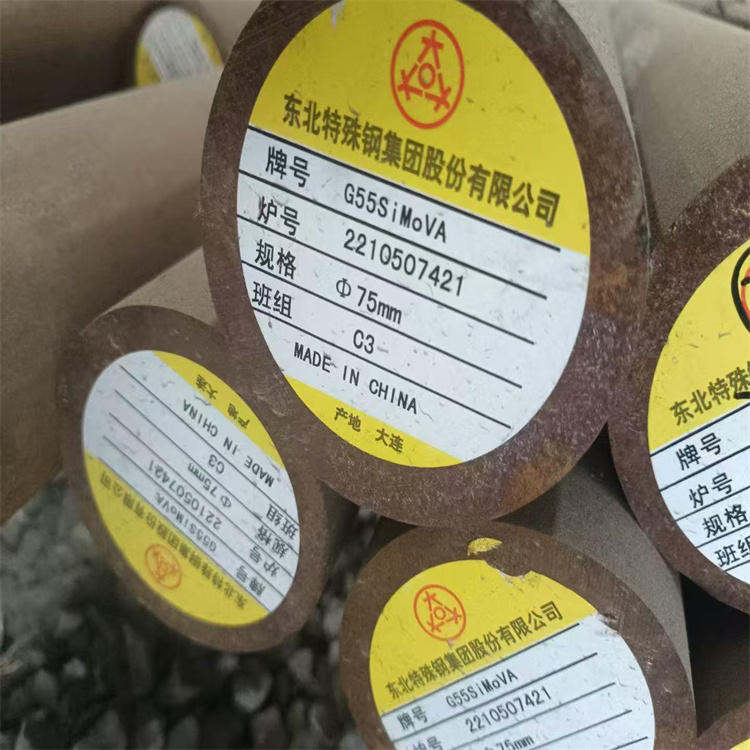 东北特殊钢集团股份有限公司
牌号 G55SiMoVA
炉号 2210507421
规格 Φ75mm
班组 C3
MADE IN CHINA
产地 大连
东北特殊钢集团股份有限公司
牌号 G55SiMoVA
炉号 2210507421
规格 Φ75mm
班组 C3
MADE IN CHINA
产地 大连
东北特殊钢集团股份有限公司
牌号 G55SiMoVA
炉号 2210507421
75mm
东北特殊钢
牌号
炉号
规格
班组